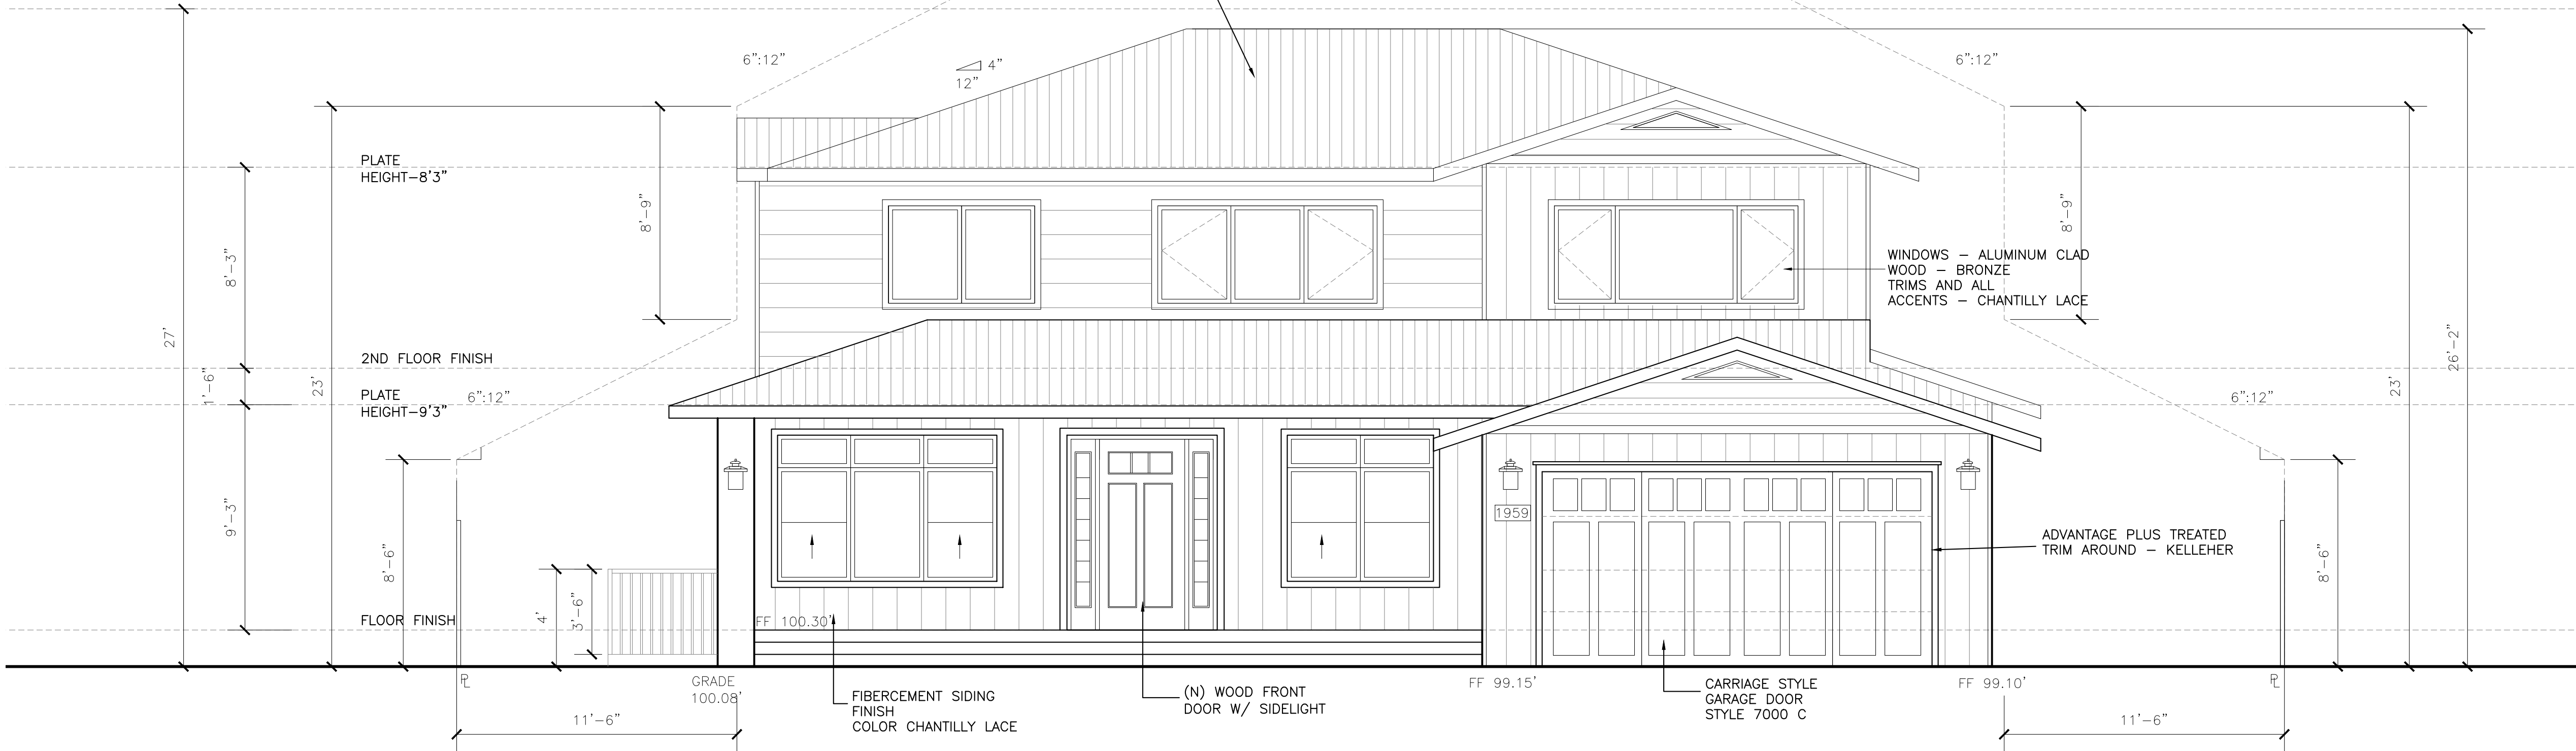 6":12"
4"
12"
6":12"
PLATE
HEIGHT-8'3"
8'-9"
8'-9"
8'-3"
WINDOWS - ALUMINUM CLAD
WOOD - BRONZE
TRIMS AND ALL
ACCENTS - CHANTILLY LACE
27'
2ND FLOOR FINISH
26'-2"
1'-6"
23'
23'
PLATE
HEIGHT-9'3"
6":12"
6":12"
9'-3"
1959
ADVANTAGE PLUS TREATED
TRIM AROUND - KELLEHER
8'-6"
8'-6"
4'
3'-6"
FLOOR FINISH
FF 100.30'
PL
GRADE
100.08'
FF 99.15'
FF 99.10'
PL
FIBERCEMENT SIDING
FINISH
COLOR CHANTILLY LACE
(N) WOOD FRONT
DOOR W/ SIDELIGHT
CARRIAGE STYLE
GARAGE DOOR
STYLE 7000 C
11'-6"
11'-6"